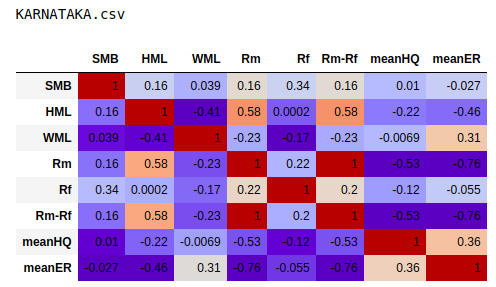 KARNATAKA.csv
SMB HML WML Rm Rf Rm-Rf meanHQ meanER
SMB 1 0.16 0.039 0.16 0.34 0.16 0.01 -0.027
HML 0.16 1 -0.41 0.58 0.0002 0.58 -0.22 -0.46
WML 0.039 -0.41 1 -0.23 -0.17 -0.23 -0.0069 0.31
Rm 0.16 0.58 -0.23 1 0.22 1 -0.53 -0.76
Rf 0.34 0.0002 -0.17 0.22 1 0.2 -0.12 -0.055
Rm-Rf 0.16 0.58 -0.23 1 0.2 1 -0.53 -0.76
meanHQ 0.01 -0.22 -0.0069 -0.53 -0.12 -0.53 1 0.36
meanER -0.027 -0.46 0.31 -0.76 -0.055 -0.76 0.36 1